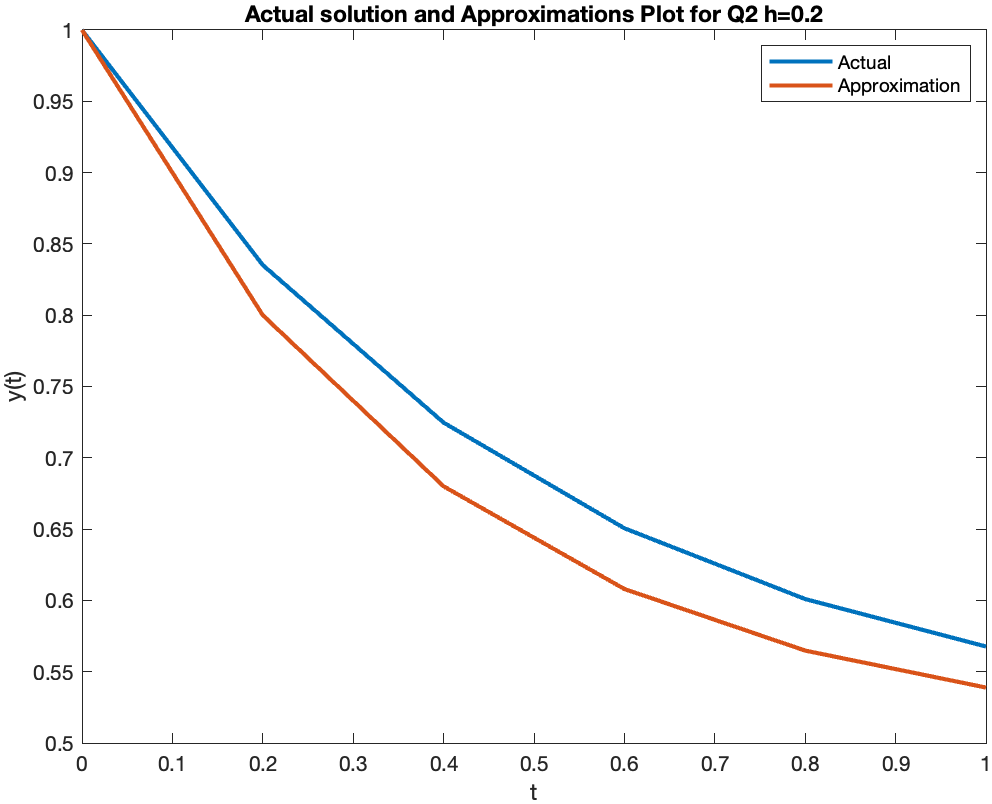 Actual solution and Approximations Plot for Q2 h=0.2
Actual
Approximation
1
0.95
0.9
0.85
0.8
0.75
0.7
0.65
0.6
0.55
0.5
y(t)
0 0.1 0.2 0.3 0.4 0.5 0.6 0.7 0.8 0.9 1
t